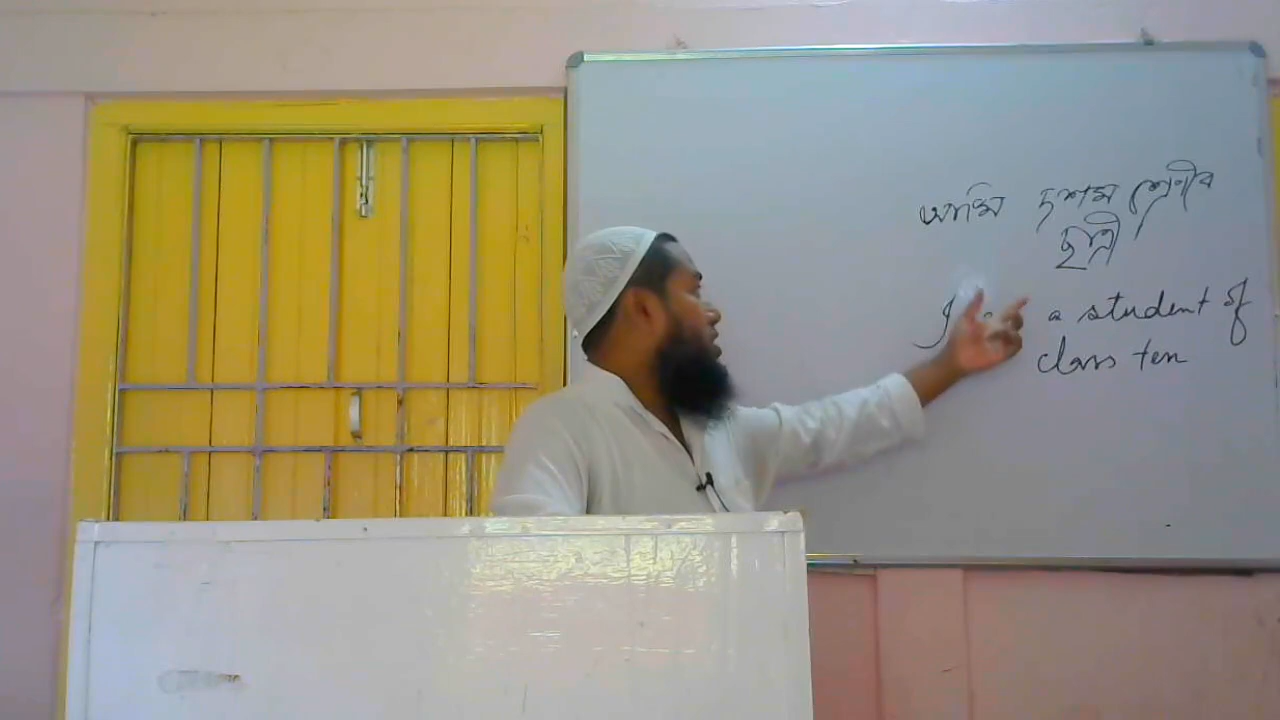 আমি দশম শ্রেণীর
ছাত্রী
I a student of
class ten